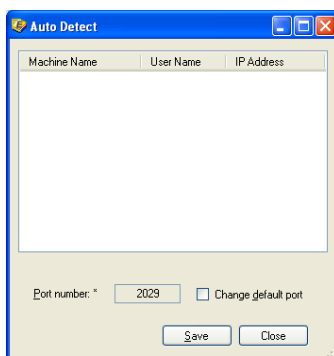 Auto Detect
Machine Name User Name IP Address
Port number: * 2029 Change default port
Save Close